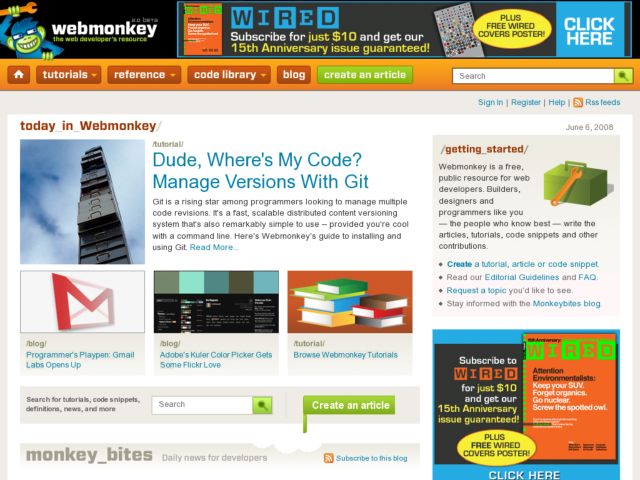 2.0 BETA
webmonkey
the web developer's resource
WIRED
Subscribe for just $10 and get our
15th Anniversary issue guaranteed!
PLUS
FREE WIRED
COVERS POSTER!
CLICK
HERE
tutorials
reference
code library
blog
create an article
Search
Sign In | Register | Help | Rss feeds
today_in_Webmonkey/
June 6, 2008
/tutorial/
Dude, Where's My Code?
Manage Versions With Git
Git is a rising star among programmers looking to manage multiple
code revisions. It's a fast, scalable distributed content versioning
system that's also remarkably simple to use -- provided you're cool
with a command line. Here's Webmonkey's guide to installing and
using Git. Read More..
/blog/
Programmer's Playpen: Gmail
Labs Opens Up
/blog/
Adobe's Kuler Color Picker Gets
Some Flickr Love
/tutorial/
Browse Webmonkey Tutorials
Search for tutorials, code snippets,
definitions, news, and more
Search
Create an article
monkey_bites
Daily news for developers
Subscribe to this blog
/getting_started/
Webmonkey is a free,
public resource for web
developers. Builders,
designers and
programmers like you
— the people who know best — write the
articles, tutorials, code snippets and other
contributions.
Create a tutorial, article or code snippet.
Read our Editorial Guidelines and FAQ.
Request a topic you'd like to see.
Stay informed with the Monkeybites blog.
Subscribe to
WIRED
for just $10
and get our
15th Anniversary
issue guaranteed!
PLUS
FREE WIRED
COVERS POSTER!
CLICK HERE
15th Anniversary
WIRED
Attention
Environmentalists:
Keep your SUV.
Forget organics.
Go nuclear.
Screw the spotted owl.